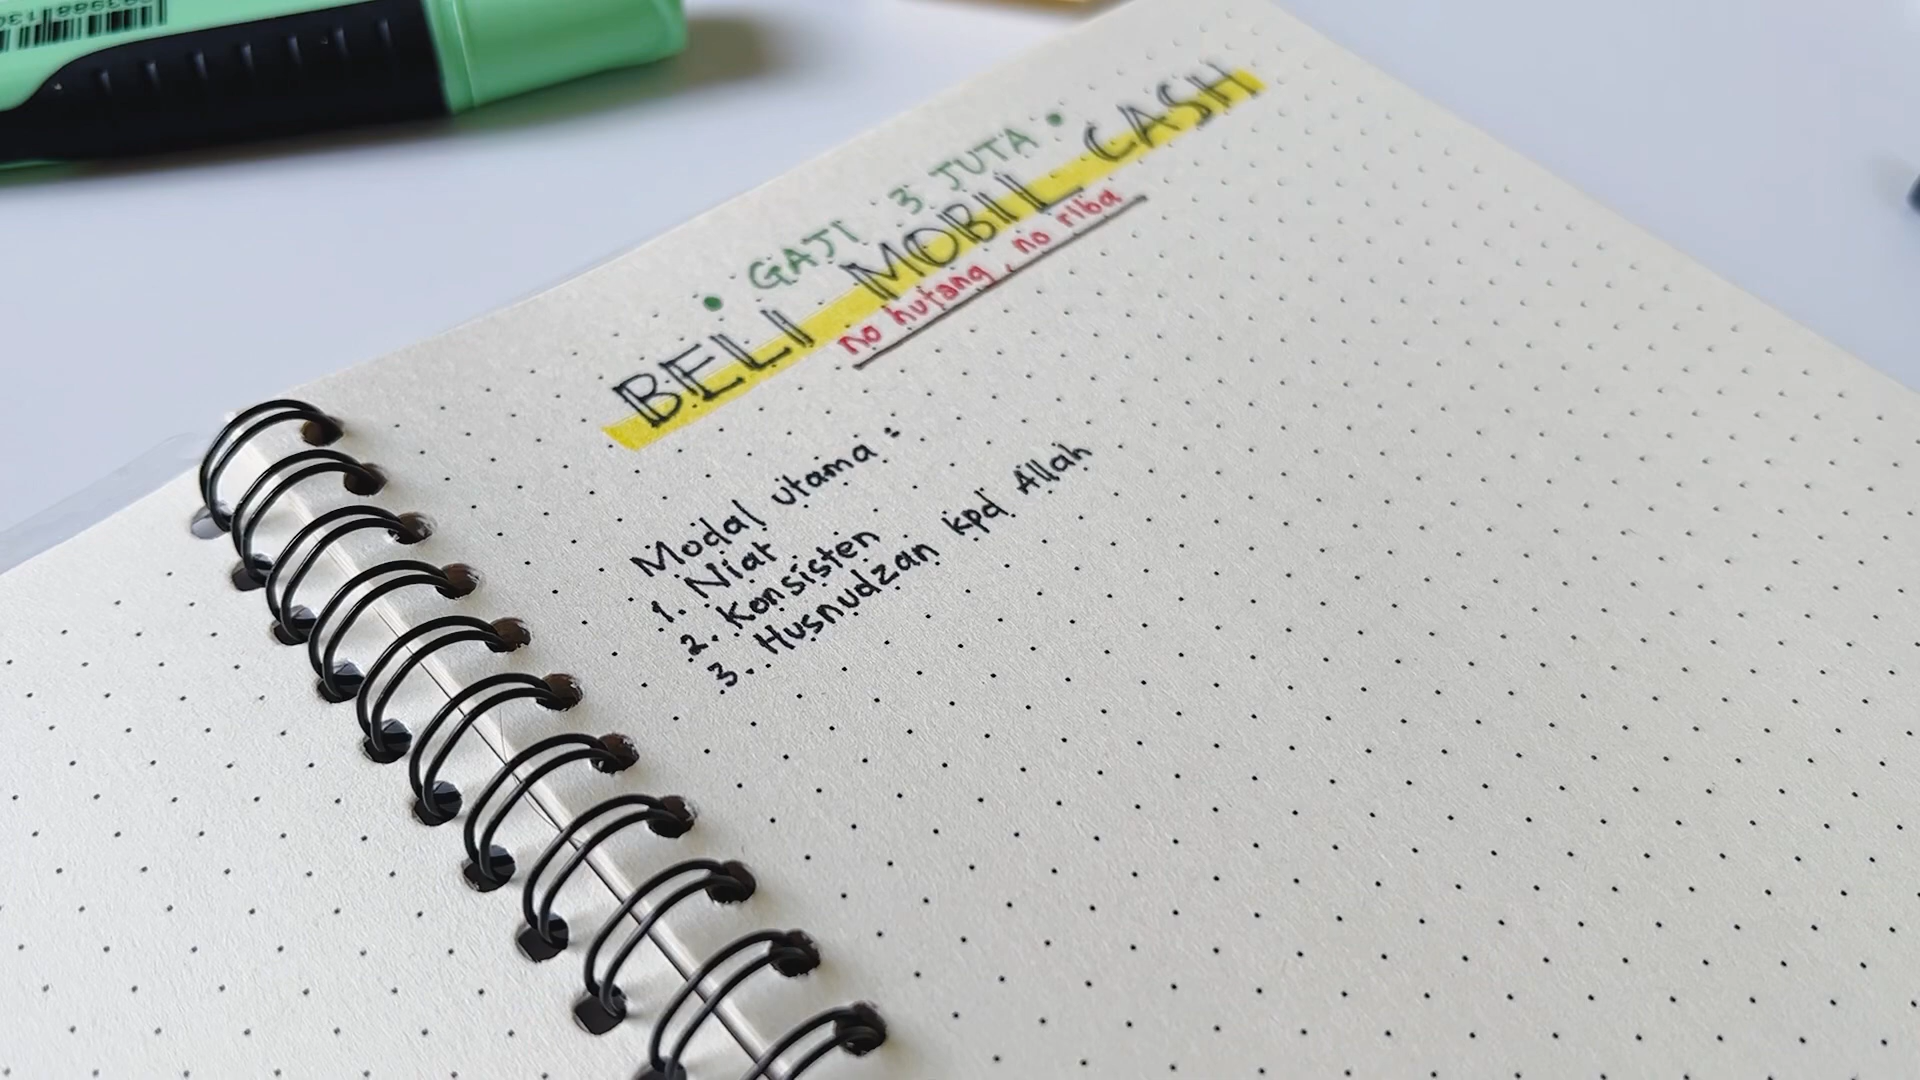 • GAJI 3 JUTA •
BELI MOBIL CASH
no hutang, no riba
Modal utama :
1. Niat
2. Konsisten
3. Husnudzan kpd Allah